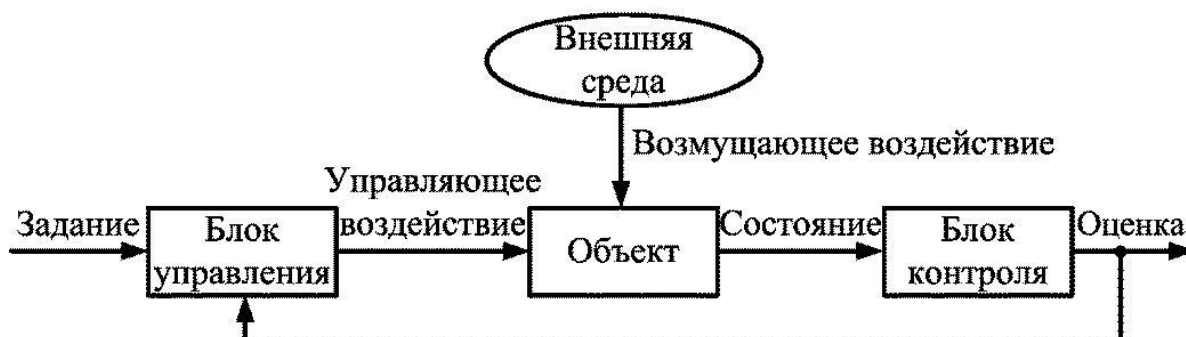 Внешняя
среда
Возмущающее воздействие
Управляющее
воздействие
Задание
Блок
управления
Объект
Состояние
Блок
контроля
Оценка